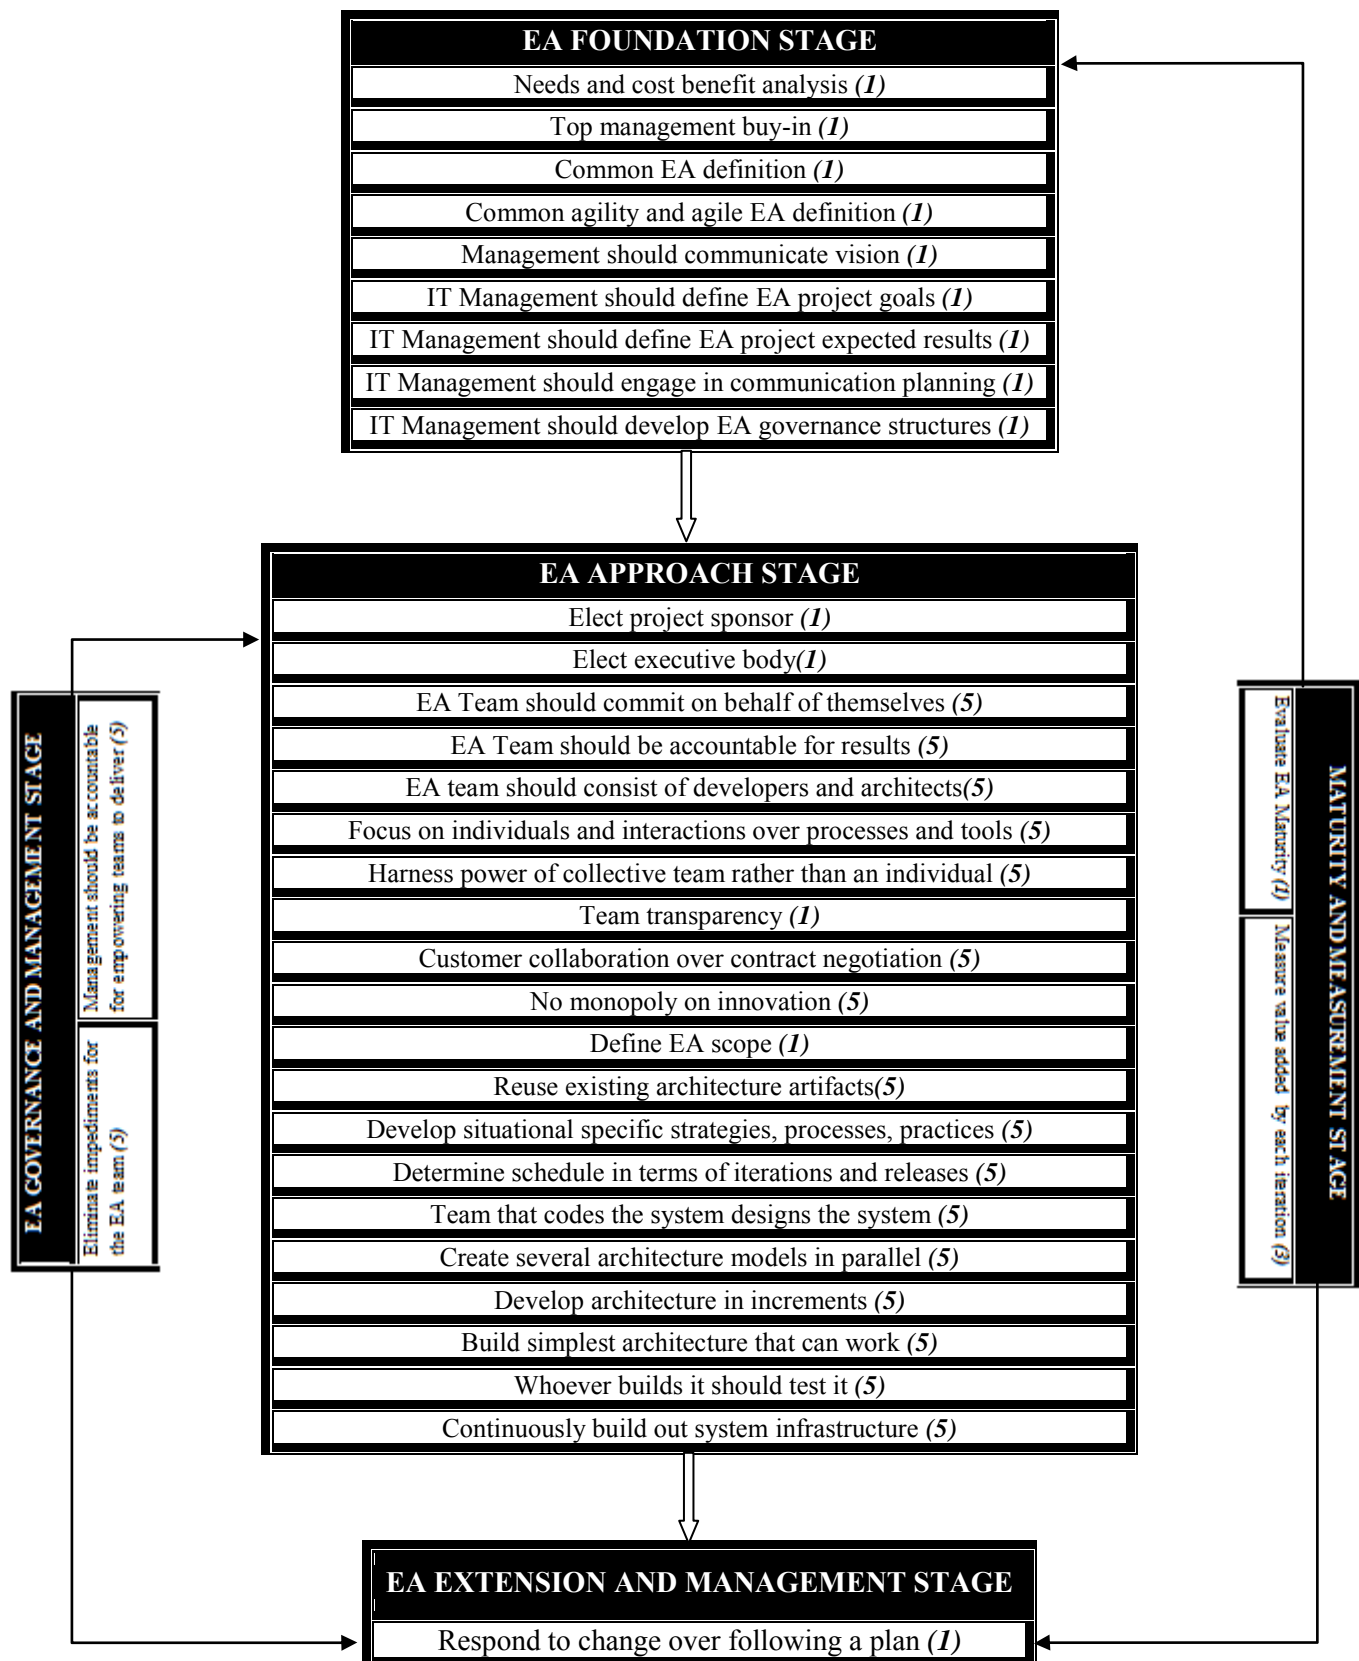 EA FOUNDATION STAGE
Needs and cost benefit analysis (1)
Top management buy-in (1)
Common EA definition (1)
Common agility and agile EA definition (1)
Management should communicate vision (1)
IT Management should define EA project goals (1)
IT Management should define EA project expected results (1)
IT Management should engage in communication planning (1)
IT Management should develop EA governance structures (1)
EA APPROACH STAGE
Elect project sponsor (1)
Elect executive body(1)
EA Team should commit on behalf of themselves (5)
EA Team should be accountable for results (5)
EA team should consist of developers and architects(5)
Focus on individuals and interactions over processes and tools (5)
Harness power of collective team rather than an individual (5)
Team transparency (1)
Customer collaboration over contract negotiation (5)
No monopoly on innovation (5)
Define EA scope (1)
Reuse existing architecture artifacts(5)
Develop situational specific strategies, processes, practices (5)
Determine schedule in terms of iterations and releases (5)
Team that codes the system designs the system (5)
Create several architecture models in parallel (5)
Develop architecture in increments (5)
Build simplest architecture that can work (5)
Whoever builds it should test it (5)
Continuously build out system infrastructure (5)
EA GOVERNANCE AND MANAGEMENT STAGE
Management should be accountable
for empowering teams to deliver (5)
Eliminate impediments for
the EA team (5)
MATURITY AND MEASUREMENT STAGE
Evaluate EA Maturity (1)
Measure value added by each iteration (3)
EA EXTENSION AND MANAGEMENT STAGE
Respond to change over following a plan (1)